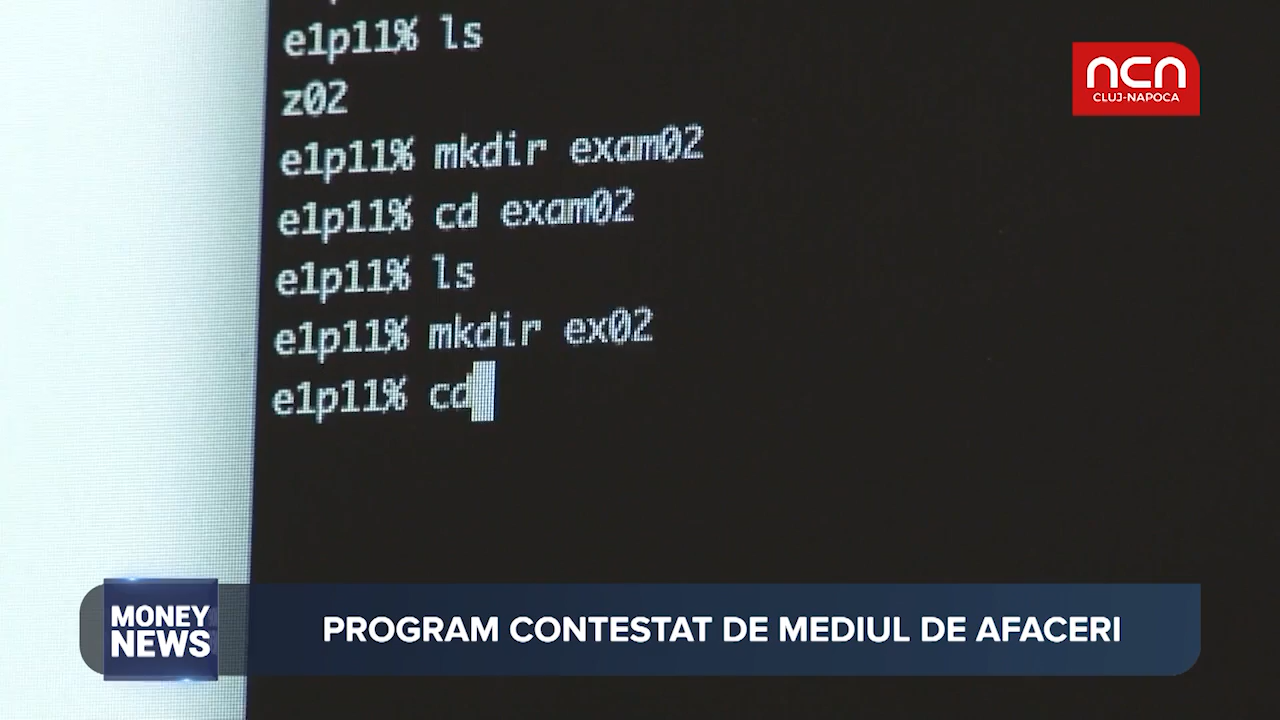 e1p11% ls
z02
e1p11% mkdir exam02
e1p11% cd exam02
e1p11% ls
e1p11% mkdir ex02
e1p11% cd
ncn
CLUJ-NAPOCA
MONEY
NEWS
PROGRAM CONTESTAT DE MEDIUL DE AFACERI